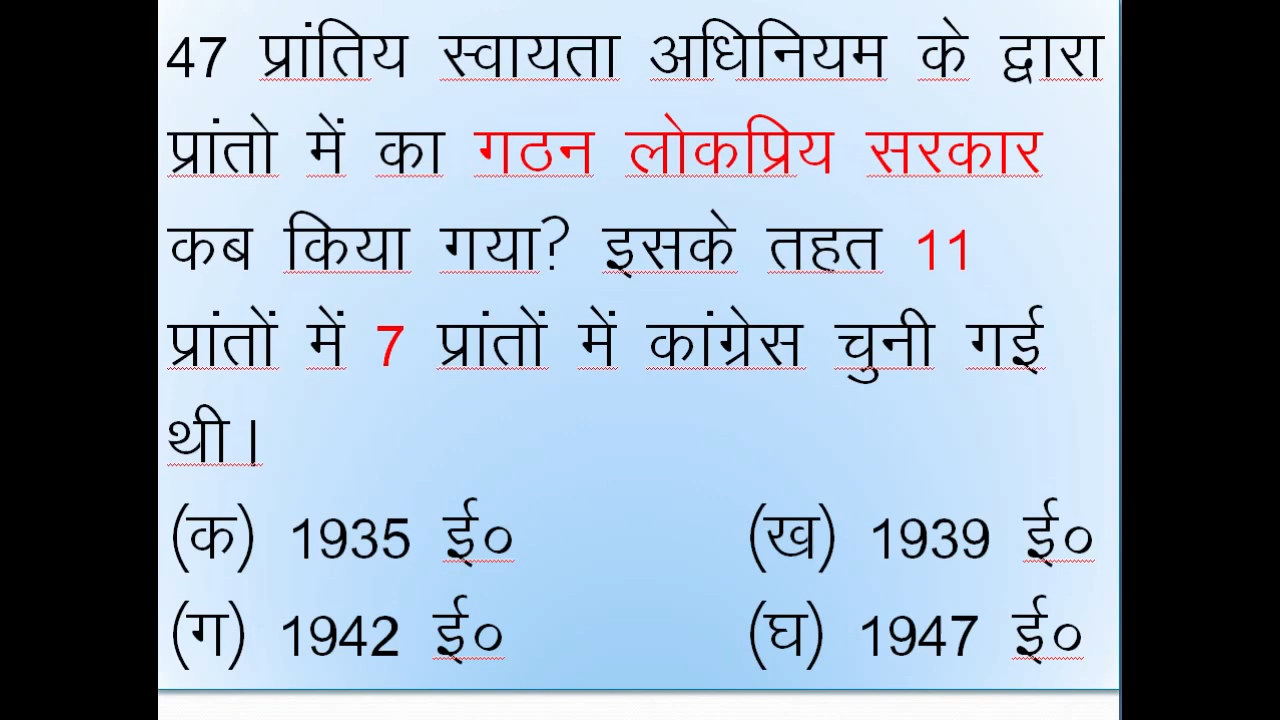 47 प्रांतिय स्वायता अधिनियम के द्वारा
प्रांतो में का गठन लोकप्रिय सरकार
कब किया गया? इसके तहत 11
प्रांतों में 7 प्रांतों में कांग्रेस चुनी गई
थी।
(क) 1935 ई० (ख) 1939 ई०
(ग) 1942 ई० (घ) 1947 ई०